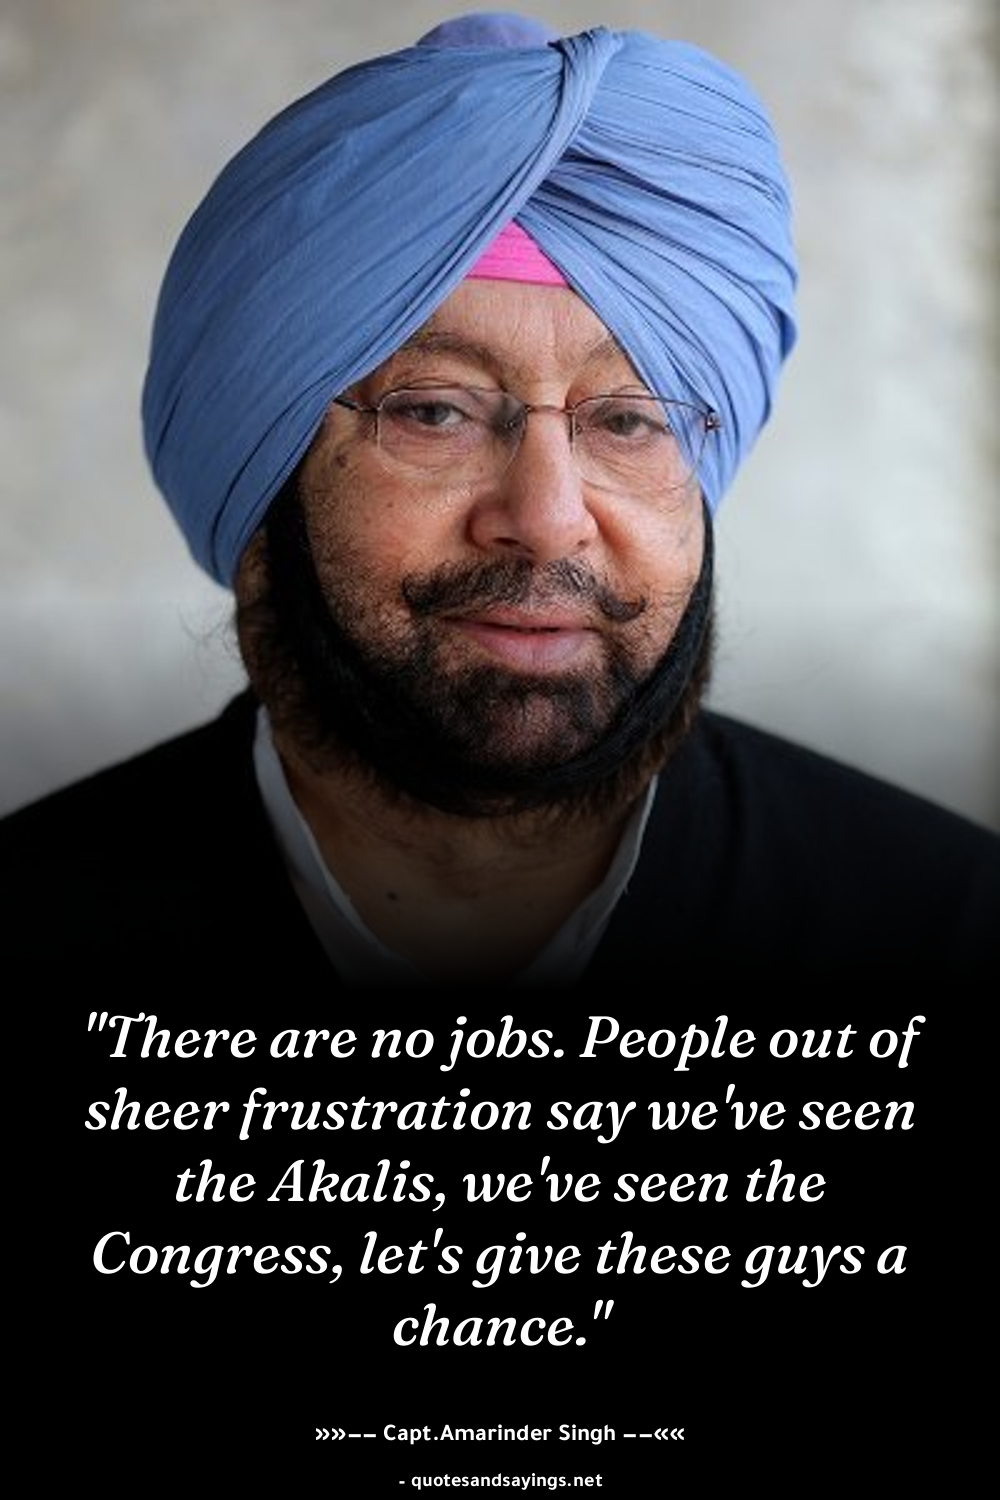 "There are no jobs. People out of
sheer frustration say we've seen
the Akalis, we've seen the
Congress, let's give these guys a
chance."
»»–– Capt.Amarinder Singh ––««
- quotesandsayings.net